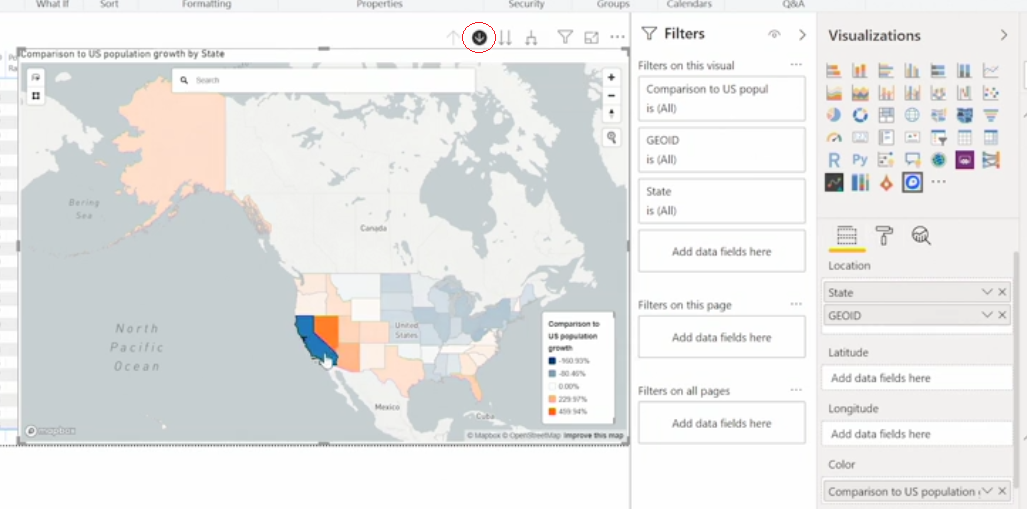 What If
Sort
Formatting
Properties
Security
Groups
Calendars
Q&A
Comparison to US population growth by State
Search
Bering
Sea
Canada
North
Pacific
Ocean
United
States
Mexico
Cuba
Comparison to
US population
growth
-160.93%
-80.46%
0.00%
229.97%
459.94%
mapbox
© Mapbox © OpenStreetMap Improve this map
Filters
Filters on this visual
Comparison to US popul
is (All)
GEOID
is (All)
State
is (All)
Add data fields here
Filters on this page
Add data fields here
Filters on all pages
Add data fields here
Visualizations
R
Py
Location
State
GEOID
Latitude
Add data fields here
Longitude
Add data fields here
Color
Comparison to US population